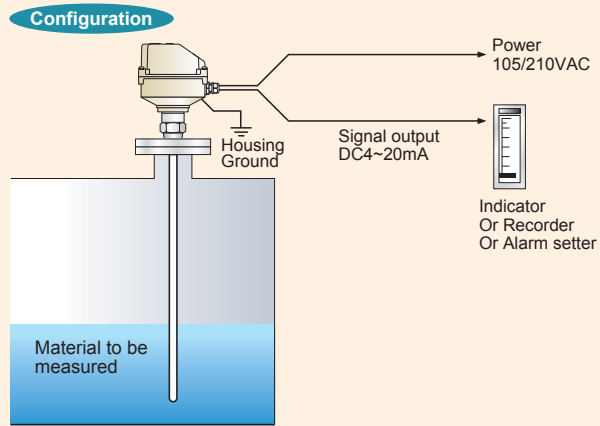 Configuration
Power
105/210VAC
Housing
Ground
Signal output
DC4~20mA
Indicator
Or Recorder
Or Alarm setter
Material to be
measured